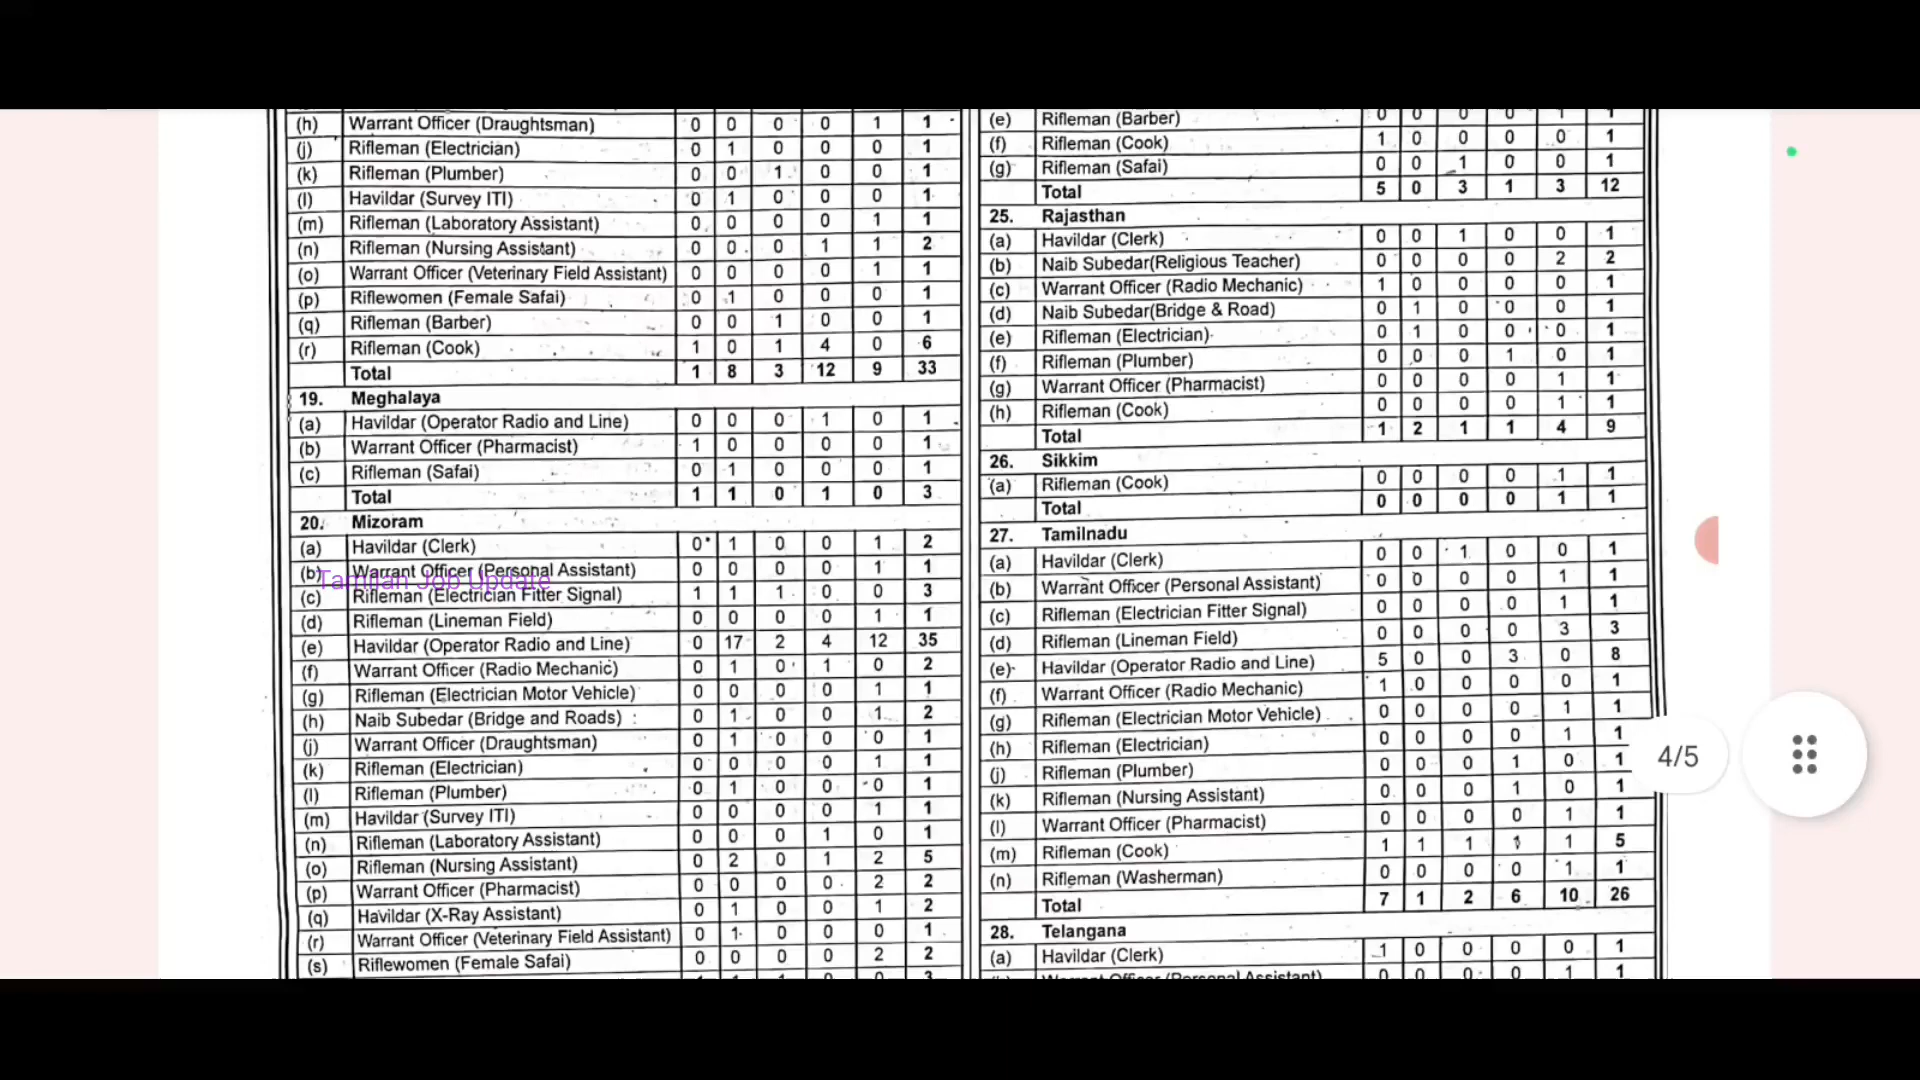 (h) Warrant Officer (Draughtsman) 0 0 0 0 1 1
(j) Rifleman (Electrician) 0 1 0 0 0 1
(k) Rifleman (Plumber) 0 0 1 0 0 1
(l) Havildar (Survey ITI) 0 1 0 0 0 1
(m) Rifleman (Laboratory Assistant) 0 0 0 0 1 1
(n) Rifleman (Nursing Assistant) 0 0 0 1 1 2
(o) Warrant Officer (Veterinary Field Assistant) 0 0 0 0 1 1
(p) Riflewomen (Female Safai) 0 1 0 0 0 1
(q) Rifleman (Barber) 0 0 1 0 0 1
(r) Rifleman (Cook) 1 0 1 4 0 6
Total 1 8 3 12 9 33
19. Meghalaya
(a) Havildar (Operator Radio and Line) 0 0 0 1 0 1
(b) Warrant Officer (Pharmacist) 1 0 0 0 0 1
(c) Rifleman (Safai) 0 1 0 0 0 1
Total 1 1 0 1 0 3
20. Mizoram
(a) Havildar (Clerk) 0 1 0 0 1 2
(b) Warrant Officer (Personal Assistant) 0 0 0 0 1 1
Tamilan Job Update
(c) Rifleman (Electrician Fitter Signal) 1 1 1 0 0 3
(d) Rifleman (Lineman Field) 0 0 0 0 1 1
(e) Havildar (Operator Radio and Line) 0 17 2 4 12 35
(f) Warrant Officer (Radio Mechanic) 0 1 0 1 0 2
(g) Rifleman (Electrician Motor Vehicle) 0 0 0 0 1 1
(h) Naib Subedar (Bridge and Roads) 0 1 0 0 1 2
(j) Warrant Officer (Draughtsman) 0 1 0 0 0 1
(k) Rifleman (Electrician) 0 0 0 0 1 1
(l) Rifleman (Plumber) 0 1 0 0 0 1
(m) Havildar (Survey ITI) 0 0 0 0 1 1
(n) Rifleman (Laboratory Assistant) 0 0 0 1 0 1
(o) Rifleman (Nursing Assistant) 0 2 0 1 2 5
(p) Warrant Officer (Pharmacist) 0 0 0 0 2 2
(q) Havildar (X-Ray Assistant) 0 1 0 0 1 2
(r) Warrant Officer (Veterinary Field Assistant) 0 1 0 0 0 1
(s) Riflewomen (Female Safai) 0 0 0 0 2 2
(e) Rifleman (Barber) 0 0 0 0 1 1
(f) Rifleman (Cook) 1 0 0 0 0 1
(g) Rifleman (Safai) 0 0 1 0 0 1
Total 5 0 3 1 3 12
25. Rajasthan
(a) Havildar (Clerk) 0 0 1 0 0 1
(b) Naib Subedar(Religious Teacher) 0 0 0 0 2 2
(c) Warrant Officer (Radio Mechanic) 1 0 0 0 0 1
(d) Naib Subedar(Bridge & Road) 0 1 0 0 0 1
(e) Rifleman (Electrician) 0 1 0 0 0 1
(f) Rifleman (Plumber) 0 0 0 1 0 1
(g) Warrant Officer (Pharmacist) 0 0 0 0 1 1
(h) Rifleman (Cook) 0 0 0 0 1 1
Total 1 2 1 1 4 9
26. Sikkim
(a) Rifleman (Cook) 0 0 0 0 1 1
Total 0 0 0 0 1 1
27. Tamilnadu
(a) Havildar (Clerk) 0 0 1 0 0 1
(b) Warrant Officer (Personal Assistant) 0 0 0 0 1 1
(c) Rifleman (Electrician Fitter Signal) 0 0 0 0 1 1
(d) Rifleman (Lineman Field) 0 0 0 0 3 3
(e) Havildar (Operator Radio and Line) 5 0 0 3 0 8
(f) Warrant Officer (Radio Mechanic) 1 0 0 0 0 1
(g) Rifleman (Electrician Motor Vehicle) 0 0 0 0 1 1
(h) Rifleman (Electrician) 0 0 0 0 1 1
(j) Rifleman (Plumber) 0 0 0 1 0 1
(k) Rifleman (Nursing Assistant) 0 0 0 1 0 1
(l) Warrant Officer (Pharmacist) 0 0 0 0 1 1
(m) Rifleman (Cook) 1 1 1 1 1 5
(n) Rifleman (Washerman) 0 0 0 0 1 1
Total 7 1 2 6 10 26
28. Telangana
(a) Havildar (Clerk) 1 0 0 0 0 1
Warrant Officer (Personal Assistant) 0 0 0 0 1 1
4/5